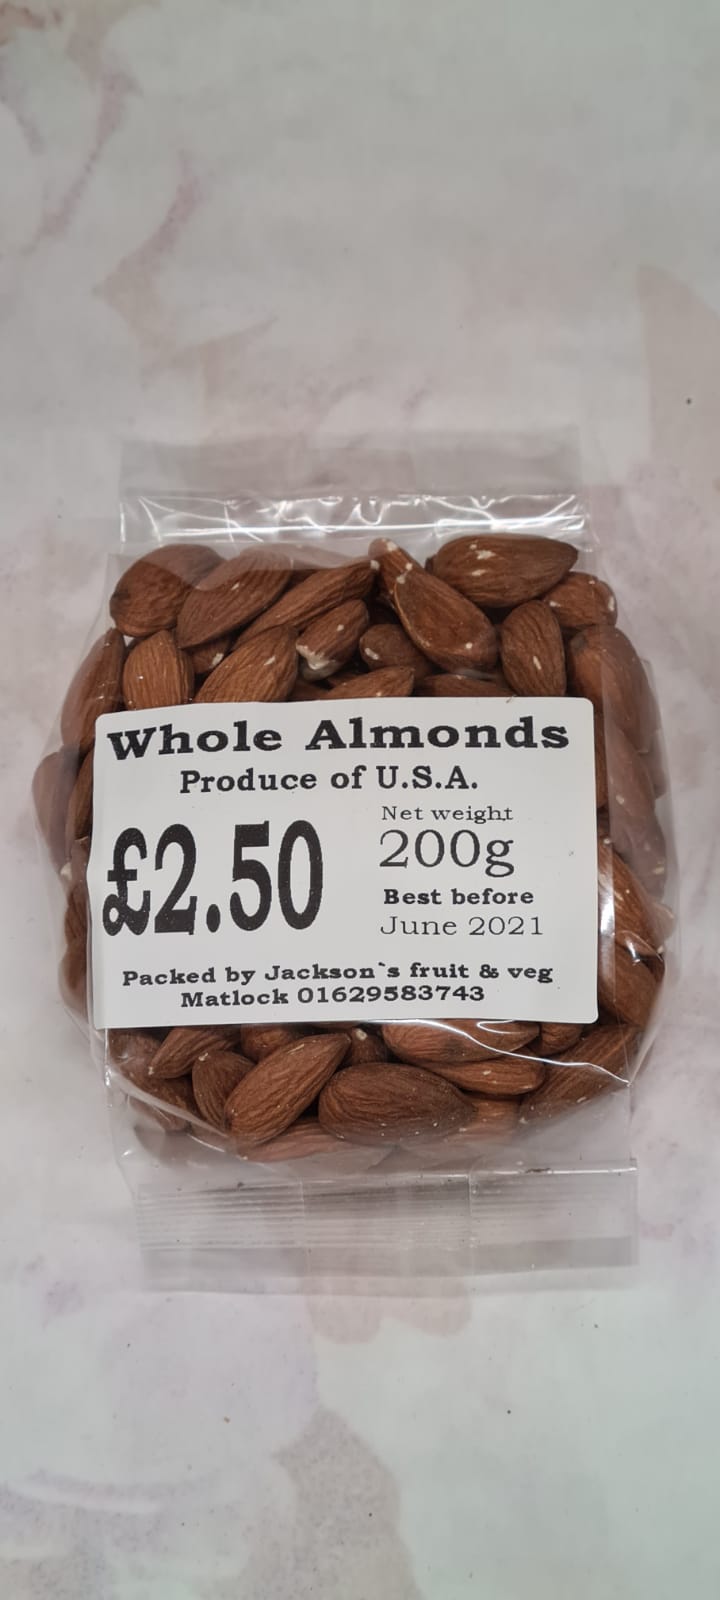 Whole Almonds
Produce of U.S.A.
£2.50
Net weight
200g
Best before
June 2021
Packed by Jackson`s fruit & veg
Matlock 01629583743